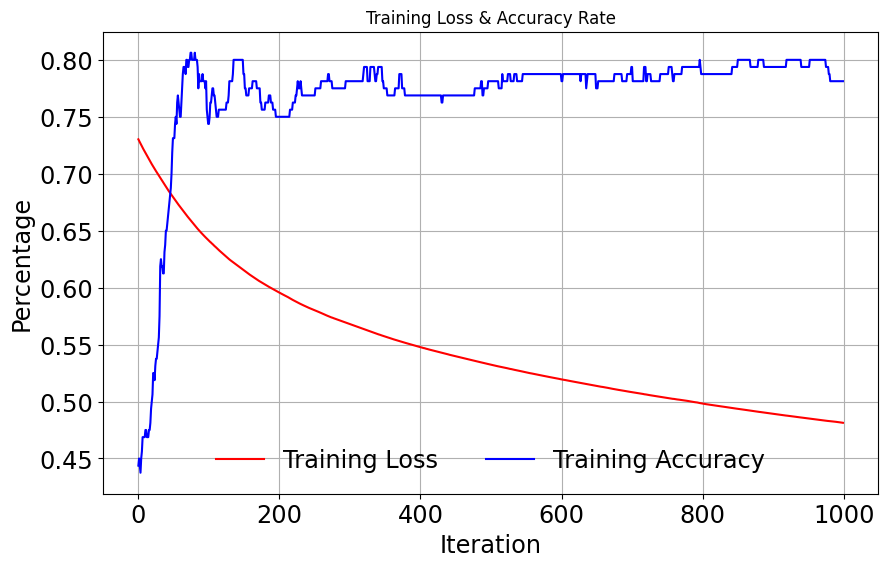 Training Loss & Accuracy Rate
0.80
0.75
0.70
0.65
0.60
0.55
0.50
0.45
Percentage
Training Loss
Training Accuracy
0 200 400 600 800 1000
Iteration